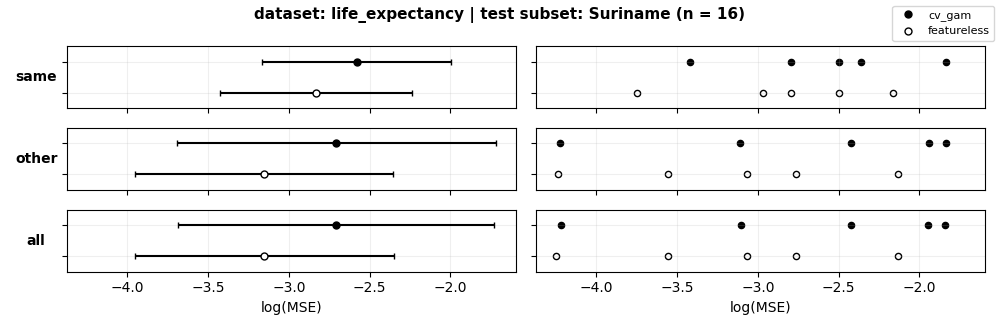 dataset: life_expectancy | test subset: Suriname (n = 16)
cv_gam
featureless
same
other
all
−4.0 −3.5 −3.0 −2.5 −2.0
−4.0 −3.5 −3.0 −2.5 −2.0
log(MSE)
log(MSE)